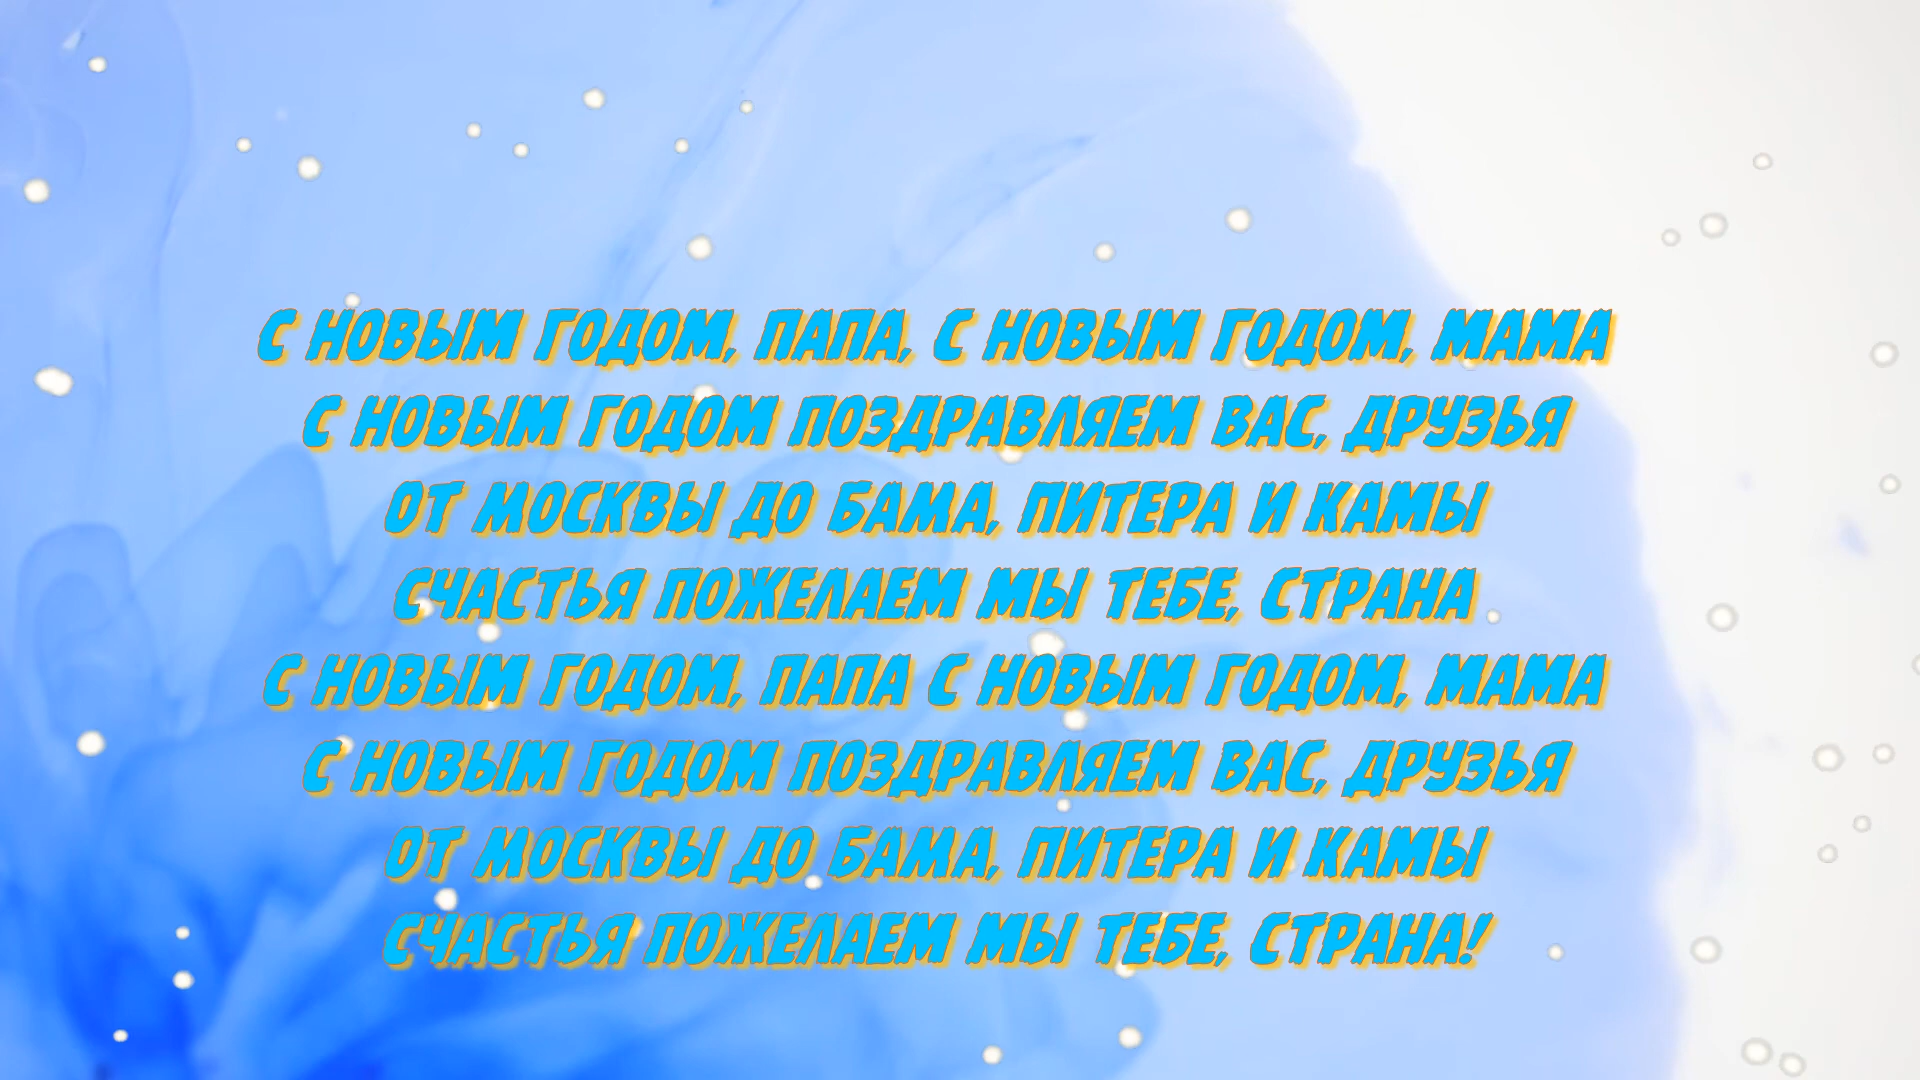 С НОВЫМ ГОДОМ, ПАПА, С НОВЫМ ГОДОМ, МАМА
С НОВЫМ ГОДОМ ПОЗДРАВЛЯЕМ ВАС, ДРУЗЬЯ
ОТ МОСКВЫ ДО БАМА, ПИТЕРА И КАМЫ
СЧАСТЬЯ ПОЖЕЛАЕМ МЫ ТЕБЕ, СТРАНА
С НОВЫМ ГОДОМ, ПАПА С НОВЫМ ГОДОМ, МАМА
С НОВЫМ ГОДОМ ПОЗДРАВЛЯЕМ ВАС, ДРУЗЬЯ
ОТ МОСКВЫ ДО БАМА, ПИТЕРА И КАМЫ
СЧАСТЬЯ ПОЖЕЛАЕМ МЫ ТЕБЕ, СТРАНА!